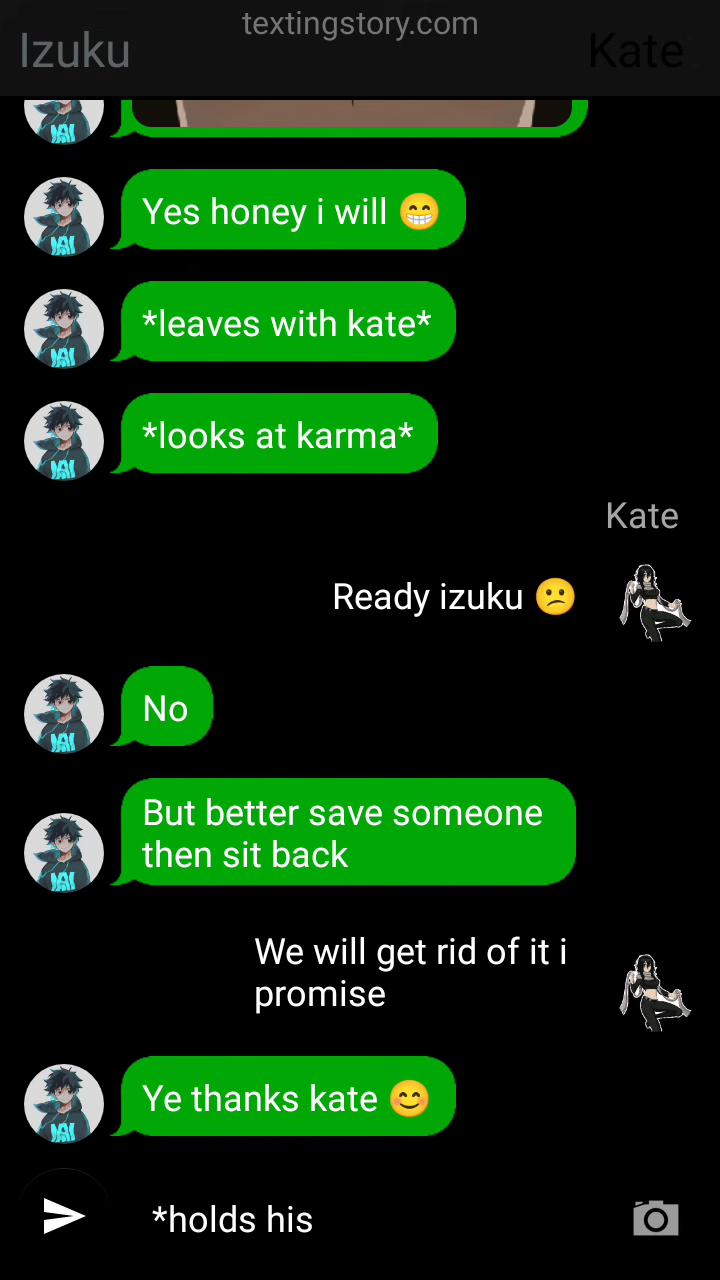 textingstory.com
Izuku
Kate
Yes honey i will 😁
*leaves with kate*
*looks at karma*
Kate
Ready izuku 😕
No
But better save someone
then sit back
We will get rid of it i
promise
Ye thanks kate 😊
*holds his